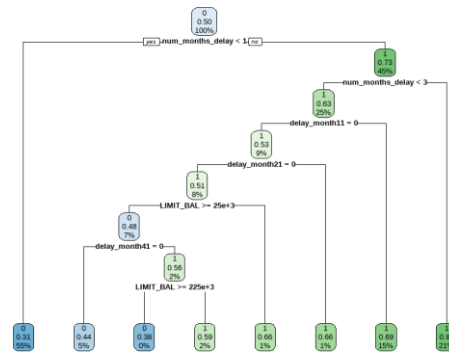 0
0.50
100%
yes num_months_delay < 1 no
1
0.73
45%
num_months_delay < 3
1
0.63
25%
delay_month11 = 0
1
0.53
9%
delay_month21 = 0
1
0.51
8%
LIMIT_BAL >= 25e+3
0
0.48
7%
delay_month41 = 0
1
0.56
2%
LIMIT_BAL >= 225e+3
0 0 0 1 1 1 1 1
0.31 0.44 0.38 0.59 0.66 0.66 0.69
55% 5% 0% 2% 1% 1% 15%